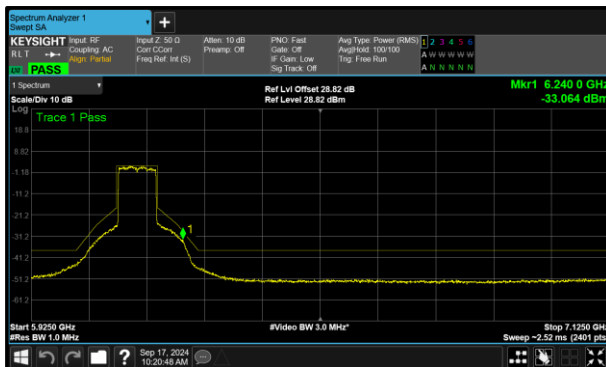 Spectrum Analyzer 1
Swept SA
KEYSIGHT
RLT
PASS
Input: RF
Coupling: AC
Align: Partial
Input Z: 50 Ω
Corr CCorr
Freq Ref: Int (S)
Atten: 10 dB
Preamp: Off
PNO: Fast
Gate: Off
IF Gain: Low
Sig Track: Off
Avg Type: Power (RMS)
Avg|Hold: 100/100
Trig: Free Run
1 2 3 4 5 6
A W W W W W
A N N N N N
1 Spectrum
Scale/Div 10 dB
Ref Lvl Offset 28.82 dB
Ref Level 28.82 dBm
Mkr1 6.240 0 GHz
-33.064 dBm
Log
Trace 1 Pass
18.8
8.82
-1.18
-11.2
-21.2
-31.2
-41.2
-51.2
-61.2
1
Start 5.9250 GHz
#Res BW 1.0 MHz
#Video BW 3.0 MHz*
Stop 7.1250 GHz
Sweep ~2.52 ms (2401 pts)
?
Sep 17, 2024
10:20:48 AM